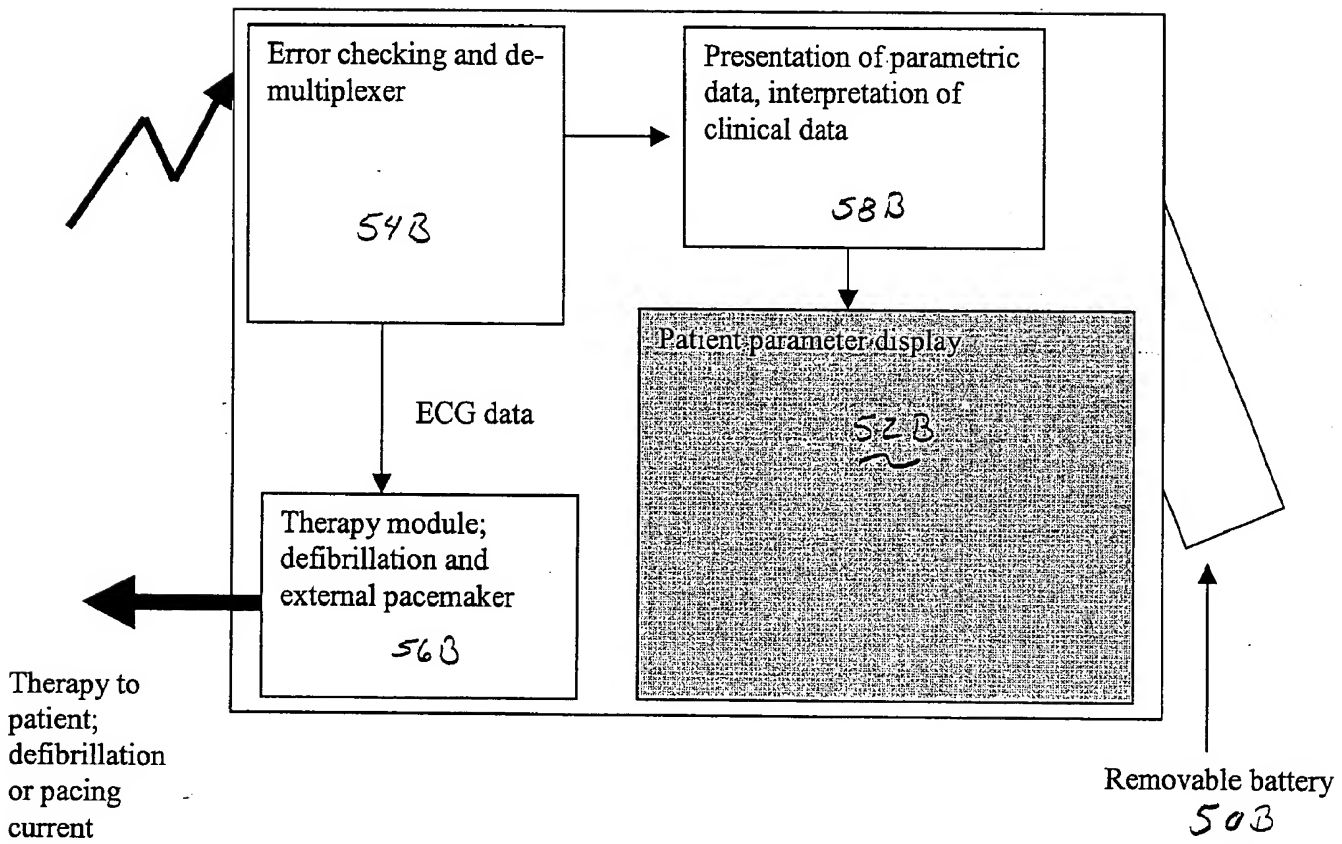 Error checking and de-
multiplexer
54B
Presentation of parametric
data, interpretation of
clinical data
58B
Patient parameter display
52B
ECG data
Therapy module;
defibrillation and
external pacemaker
56B
Therapy to
patient;
defibrillation
or pacing
current
Removable battery
50B